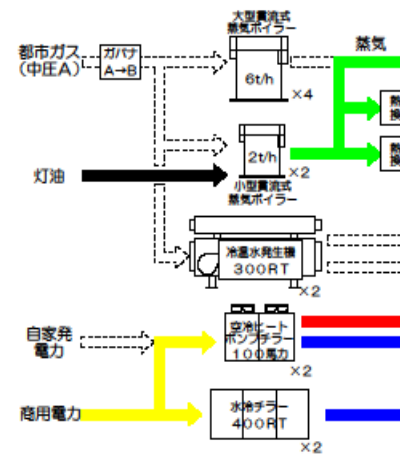 大型貫流式
蒸気ボイラー
都市ガス
(中圧A)
ガバナ
A→B
蒸気
6t/h
×4
熱
換
2t/h
×2
熱
換
灯油
小型貫流式
蒸気ボイラー
冷温水発生機
300RT
×2
自家発
電力
空冷ヒート
ポンプチラー
100馬力
×2
商用電力
水冷チラー
400RT
×2